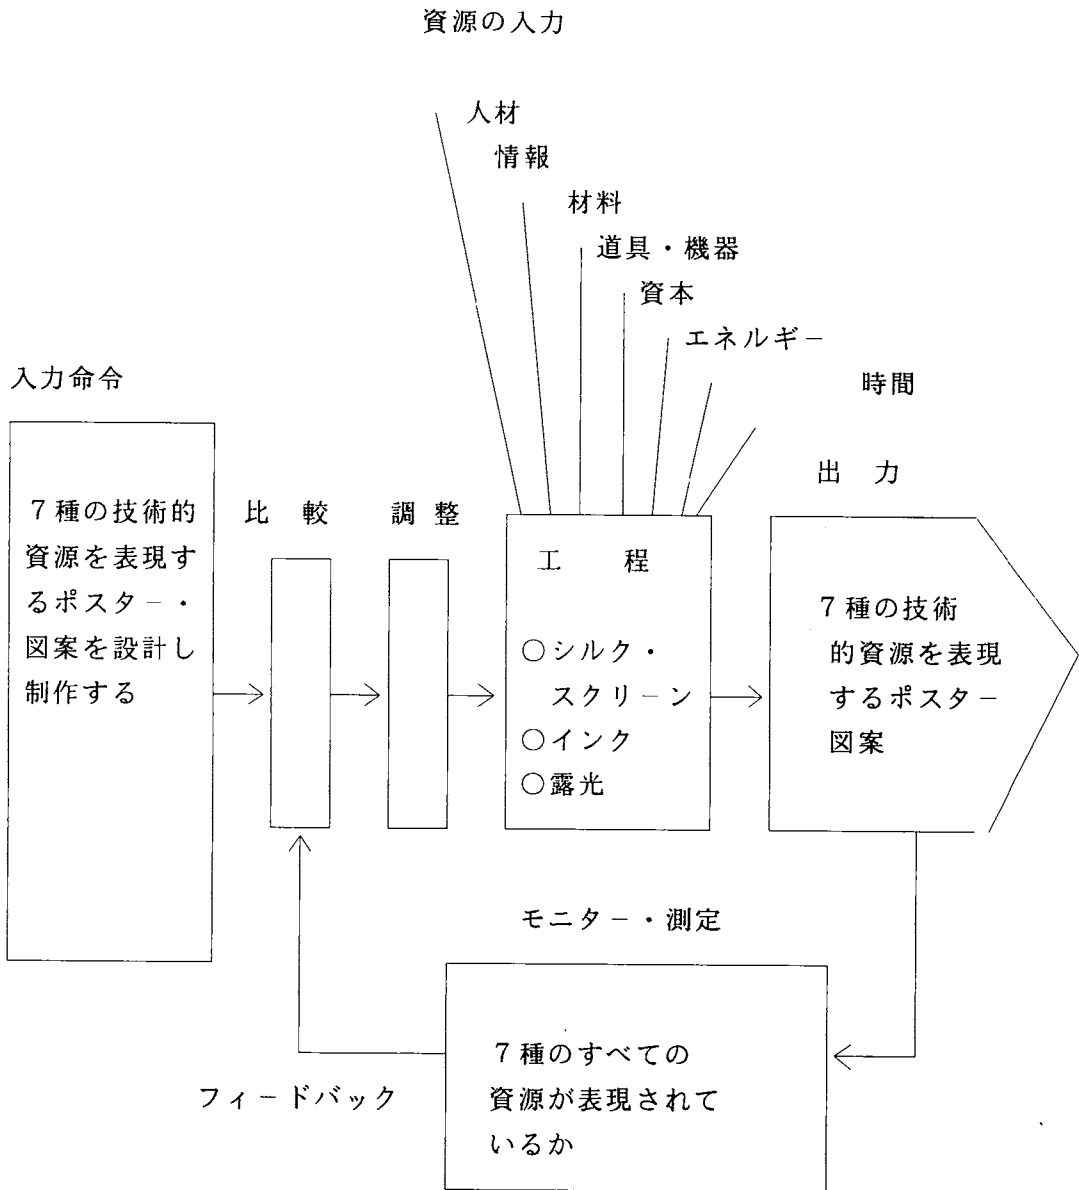 資源の入力
人材
情報
材料
道具・機器
資本
エネルギー
時間
入力命令
7種の技術的
資源を表現す
るポスター・
図案を設計し
制作する
比 較
調 整
工 程
○シルク・
スクリーン
○インク
○露光
出 力
7種の技術
的資源を表現
するポスター
図案
モニター・測定
7種のすべての
資源が表現されて
いるか
フィードバック